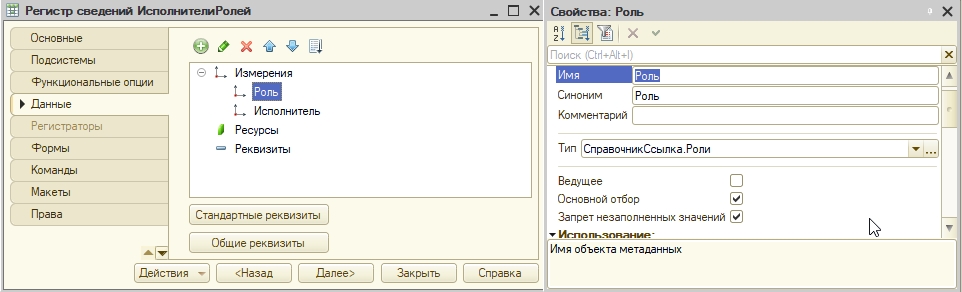 Регистр сведений ИсполнителиРолей
Основные
Подсистемы
Функциональные опции
Данные
Регистраторы
Формы
Команды
Макеты
Права
Измерения
Роль
Исполнитель
Ресурсы
Реквизиты
Стандартные реквизиты
Общие реквизиты
Действия
<Назад
Далее>
Закрыть
Справка
Свойства: Роль
Поиск (Ctrl+Alt+I)
Имя Роль
Синоним Роль
Комментарий
Тип СправочникСсылка.Роли ...
Ведущее
Основной отбор
Запрет незаполненных значений
Использование:
Имя объекта метаданных